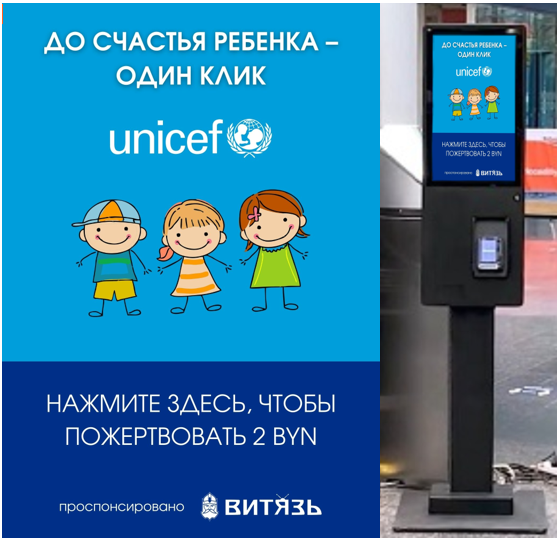 ДО СЧАСТЬЯ РЕБЕНКА –
ОДИН КЛИК
unicef
НАЖМИТЕ ЗДЕСЬ, ЧТОБЫ
ПОЖЕРТВОВАТЬ 2 BYN
проспонсировано ВИТЯЗЬ
ДО СЧАСТЬЯ РЕБЕНКА –
ОДИН КЛИК
unicef
НАЖМИТЕ ЗДЕСЬ, ЧТОБЫ
ПОЖЕРТВОВАТЬ 2 BYN
проспонсировано ВИТЯЗЬ